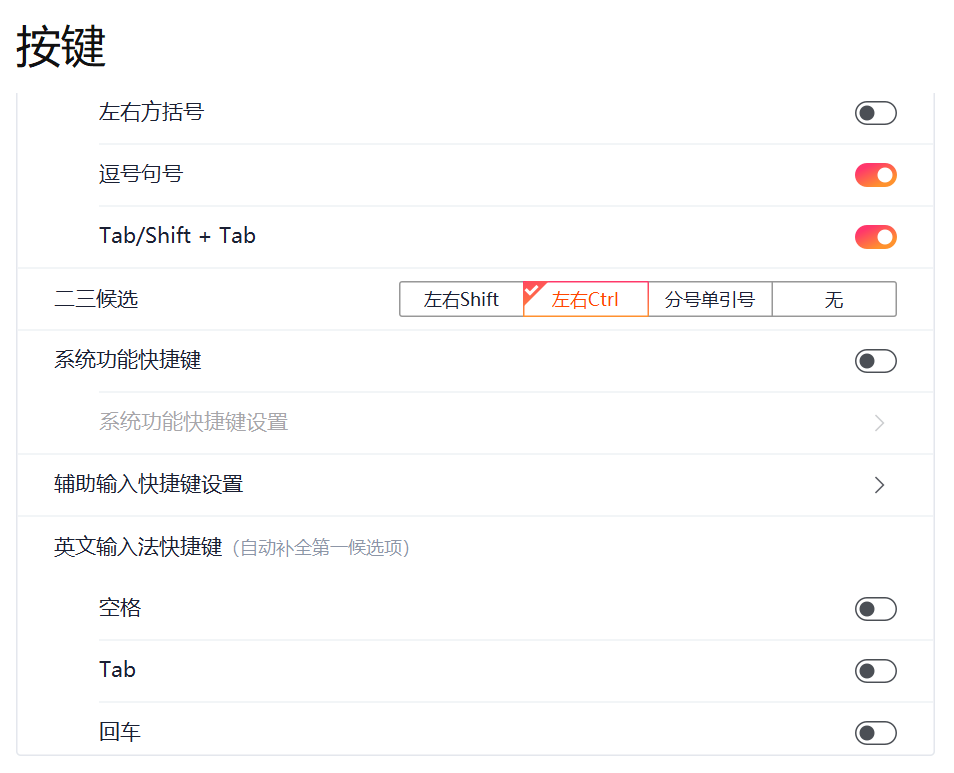 按键
左右方括号
逗号句号
Tab/Shift + Tab
二三候选 左右Shift 左右Ctrl 分号单引号 无
系统功能快捷键
系统功能快捷键设置
辅助输入快捷键设置
英文输入法快捷键（自动补全第一候选项）
空格
Tab
回车